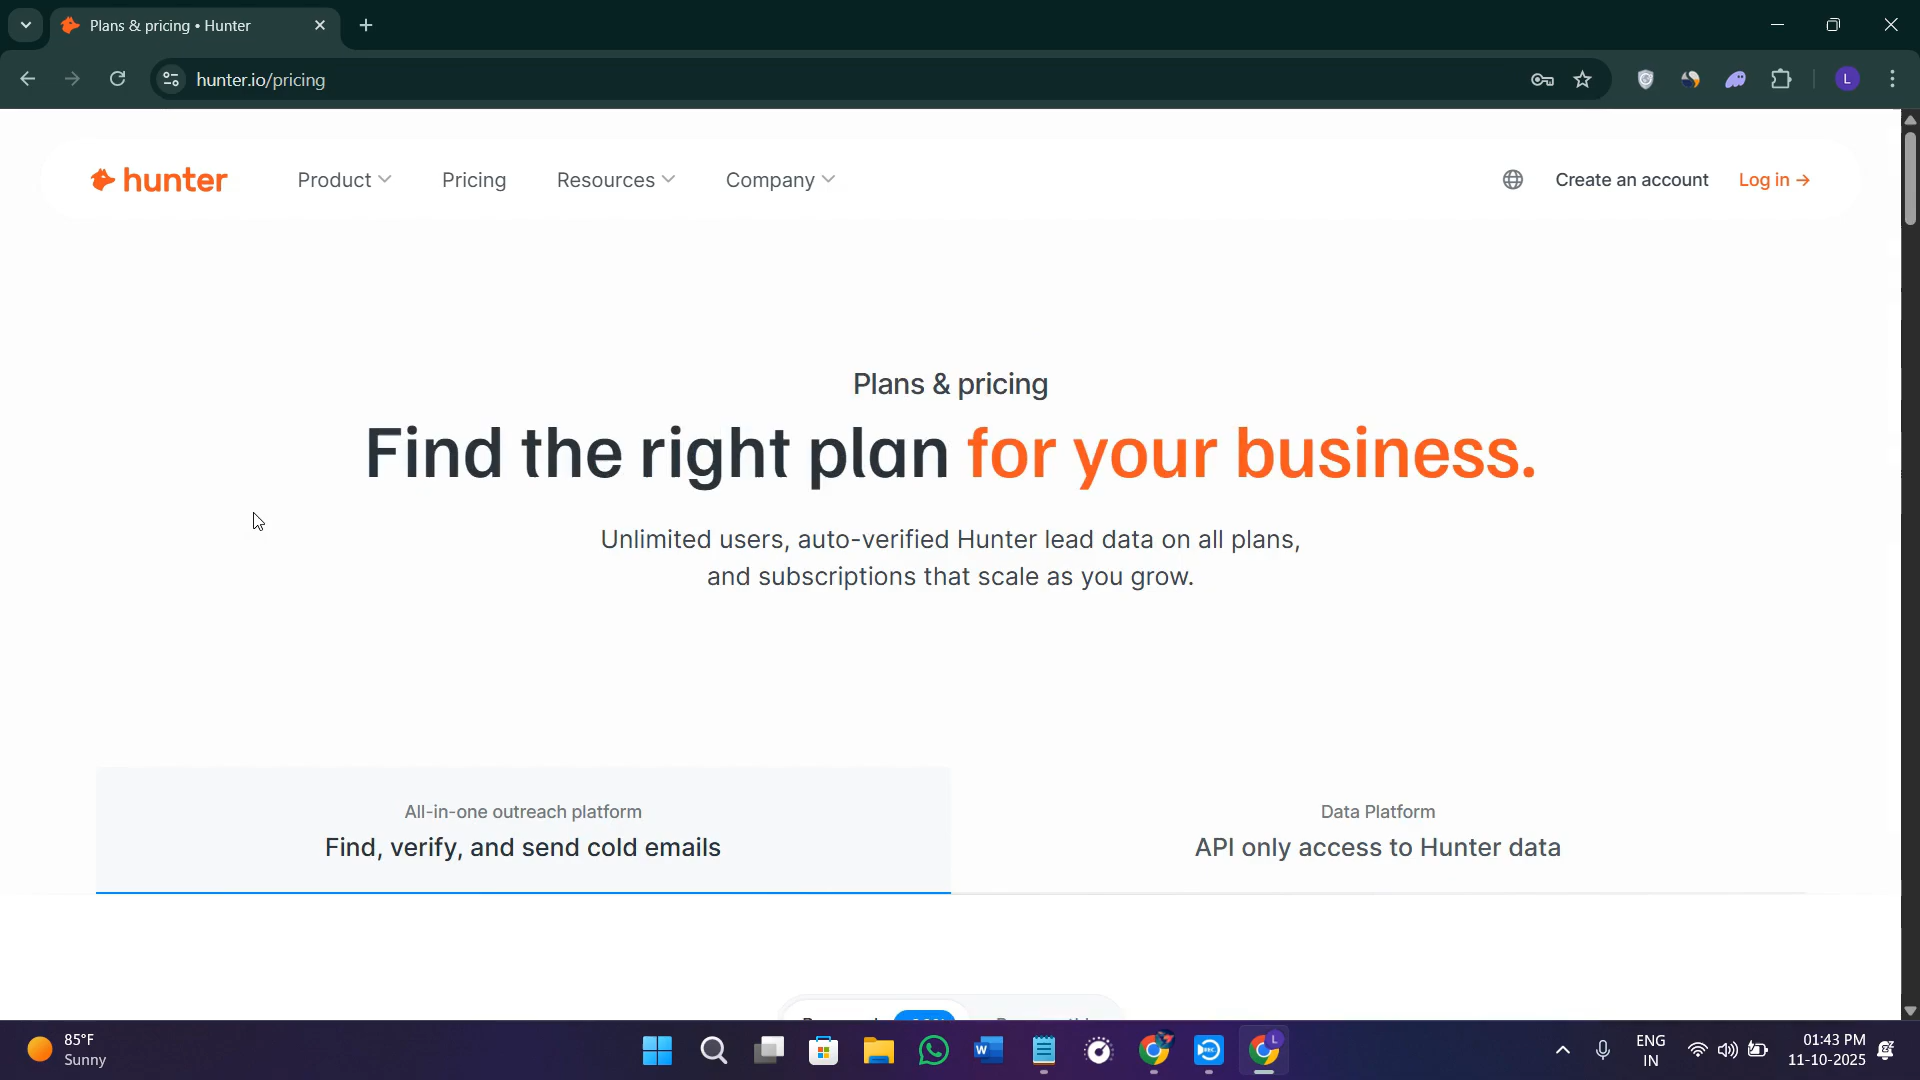 Plans & pricing • Hunter
hunter.io/pricing
L
hunter
Product
Pricing
Resources
Company
Create an account
Log in →
Plans & pricing
Find the right plan for your business.
Unlimited users, auto-verified Hunter lead data on all plans,
and subscriptions that scale as you grow.
All-in-one outreach platform
Find, verify, and send cold emails
Data Platform
API only access to Hunter data
85°F
Sunny
ENG
IN
01:43 PM
11-10-2025